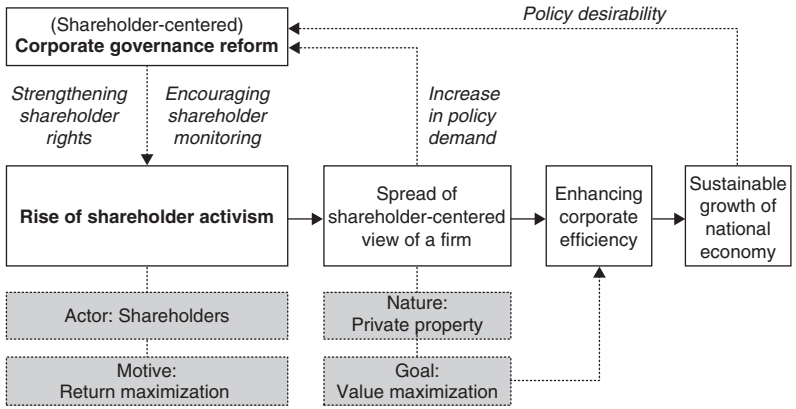 (Shareholder-centered)
Corporate governance reform
Policy desirability
Strengthening
shareholder
rights
Encouraging
shareholder
monitoring
Increase
in policy
demand
Rise of shareholder activism
Spread of
shareholder-centered
view of a firm
Enhancing
corporate
efficiency
Sustainable
growth of
national
economy
Actor: Shareholders
Motive:
Return maximization
Nature:
Private property
Goal:
Value maximization